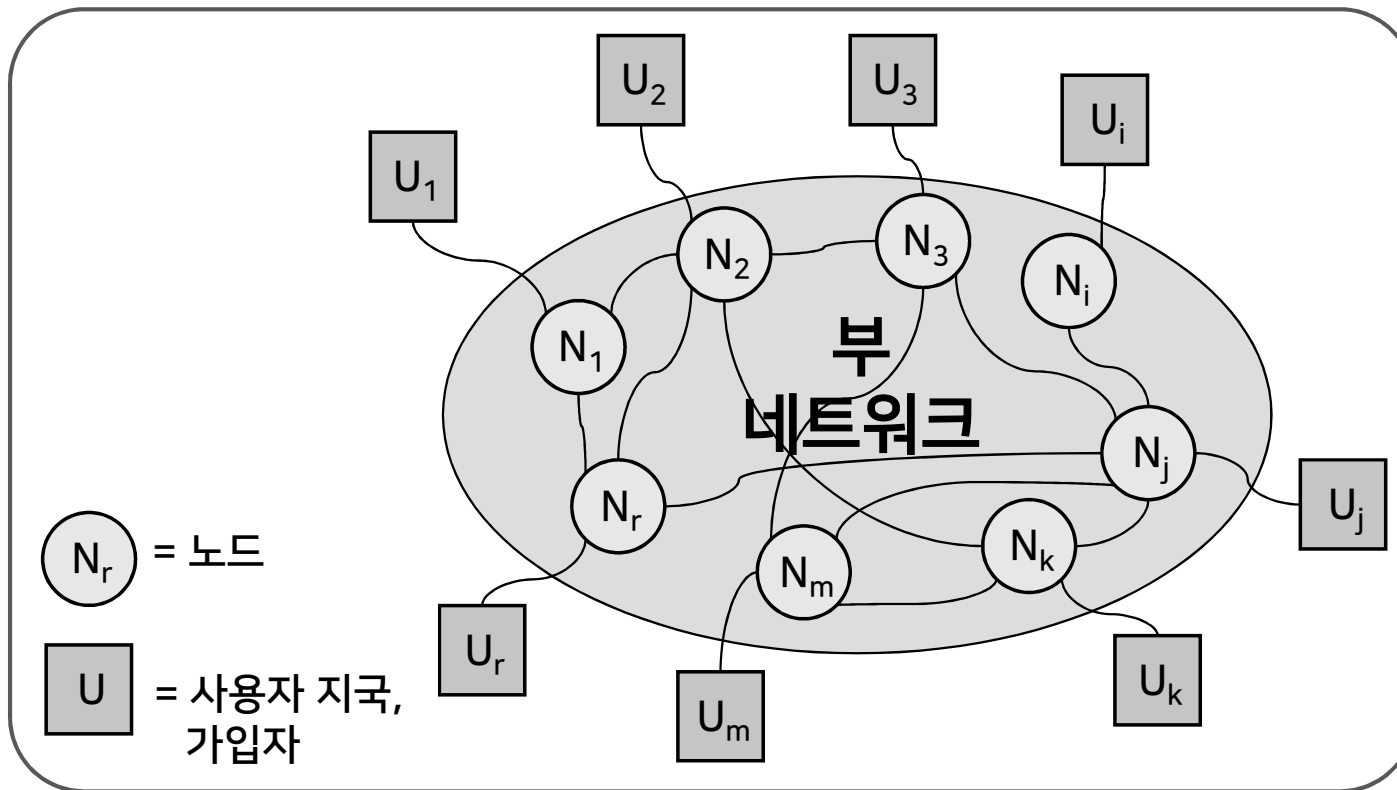 U₂
U₃
Uᵢ
U₁
N₂
N₃
Nᵢ
N₁
부
네트워크
Nⱼ
Nᵣ
Uⱼ
Nₖ
Nₘ
Nᵣ = 노드
Uᵣ
Uₖ
Uₘ
U = 사용자 지국,
가입자